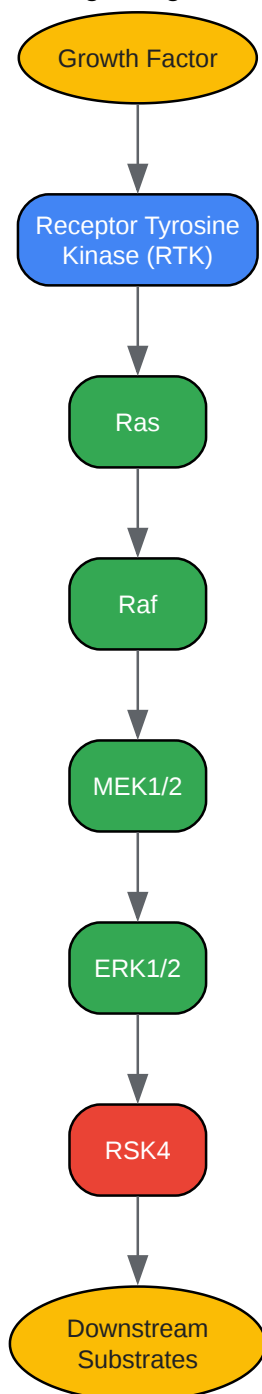 Growth Factor
Receptor Tyrosine
Kinase (RTK)
Ras
Raf
MEK1/2
ERK1/2
RSK4
Downstream
Substrates